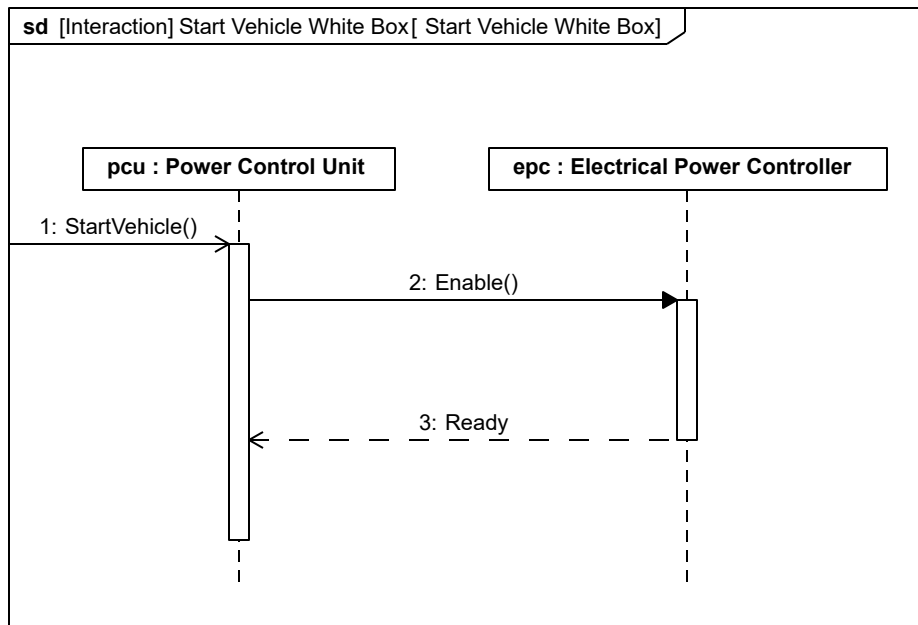 sd [Interaction] Start Vehicle White Box[ Start Vehicle White Box]
pcu : Power Control Unit
epc : Electrical Power Controller
1: StartVehicle()
2: Enable()
3: Ready